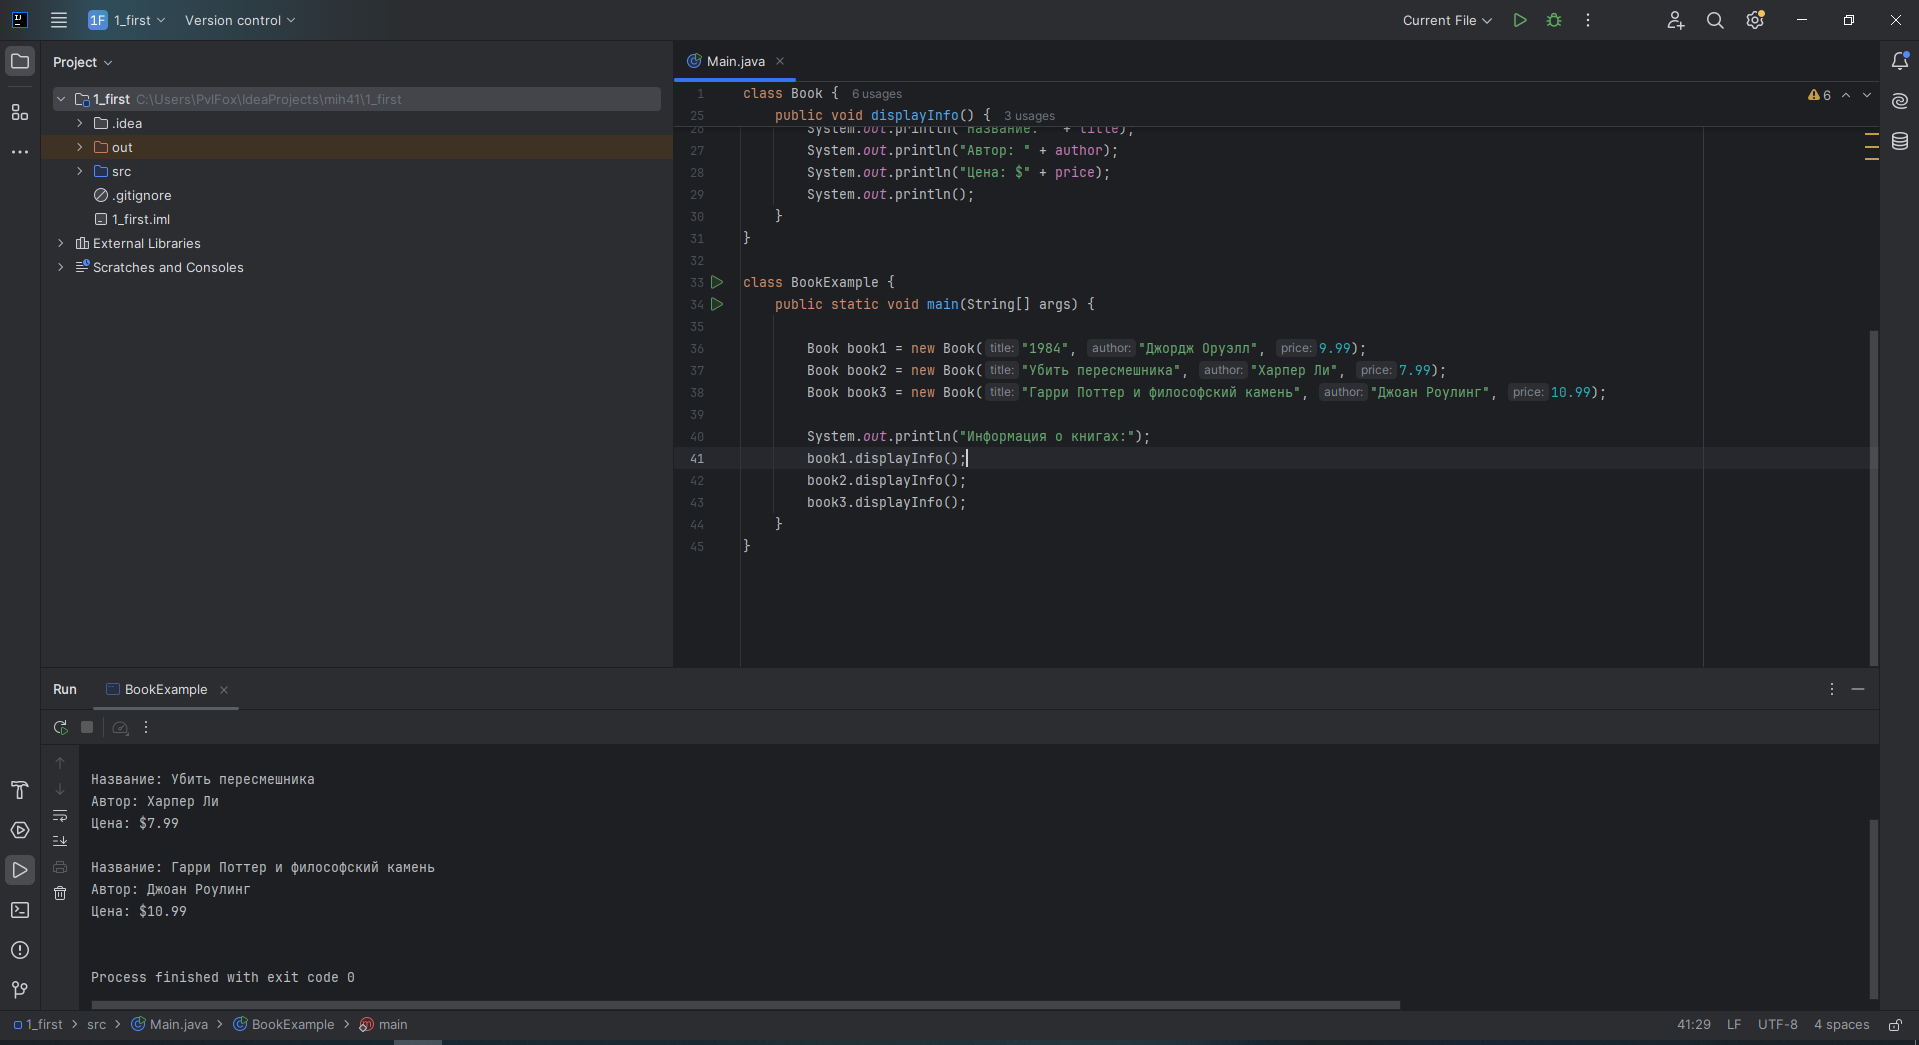 1F 1_first Version control Current File
Project
1_first C:\Users\PvlFox\IdeaProjects\mih41\1_first
.idea
out
src
.gitignore
1_first.iml
External Libraries
Scratches and Consoles
Main.java
6
1 class Book { 6 usages
25 public void displayInfo() { 3 usages
26 System.out.println("Название: " + title);
27 System.out.println("Автор: " + author);
28 System.out.println("Цена: $" + price);
29 System.out.println();
30 }
31 }
32
33 class BookExample {
34 public static void main(String[] args) {
35
36 Book book1 = new Book( title: "1984", author: "Джордж Оруэлл", price: 9.99);
37 Book book2 = new Book( title: "Убить пересмешника", author: "Харпер Ли", price: 7.99);
38 Book book3 = new Book( title: "Гарри Поттер и философский камень", author: "Джоан Роулинг", price: 10.99);
39
40 System.out.println("Информация о книгах:");
41 book1.displayInfo();
42 book2.displayInfo();
43 book3.displayInfo();
44 }
45 }
Run BookExample
Название: Убить пересмешника
Автор: Харпер Ли
Цена: $7.99
Название: Гарри Поттер и философский камень
Автор: Джоан Роулинг
Цена: $10.99
Process finished with exit code 0
1_first > src > Main.java > BookExample > main 41:29 LF UTF-8 4 spaces